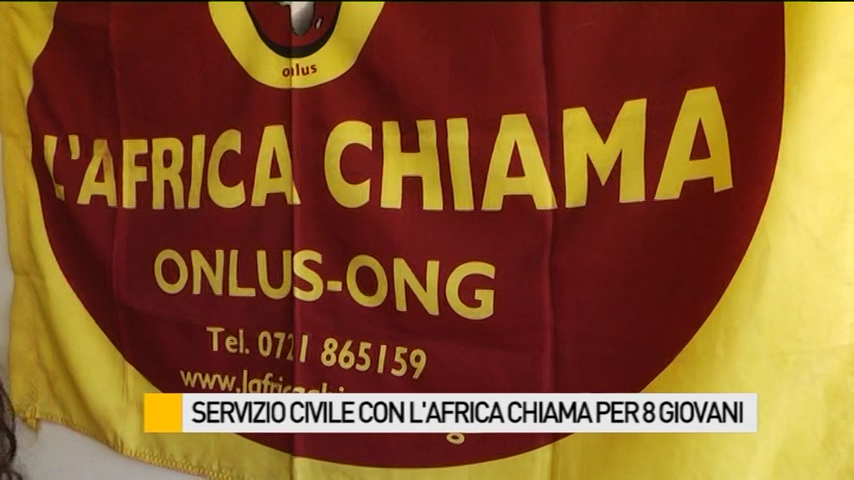 onlus
L'AFRICA CHIAMA
ONLUS-ONG
Tel. 0721 865159
SERVIZIO CIVILE CON L'AFRICA CHIAMA PER 8 GIOVANI